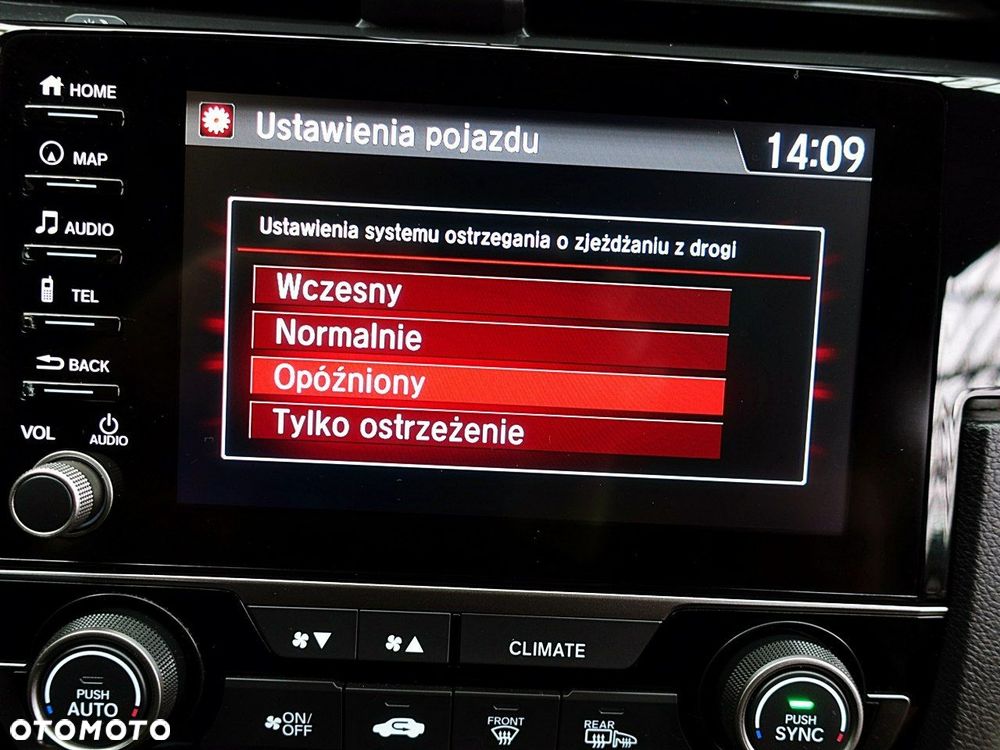 HOME
Ustawienia pojazdu
14:09
MAP
Ustawienia systemu ostrzegania o zjeżdżaniu z drogi
AUDIO
Wczesny
TEL
Normalnie
BACK
Opóźniony
Tylko ostrzeżenie
VOL
AUDIO
CLIMATE
PUSH
AUTO
ON/
OFF
FRONT
REAR
PUSH
SYNC
OTOMOTO